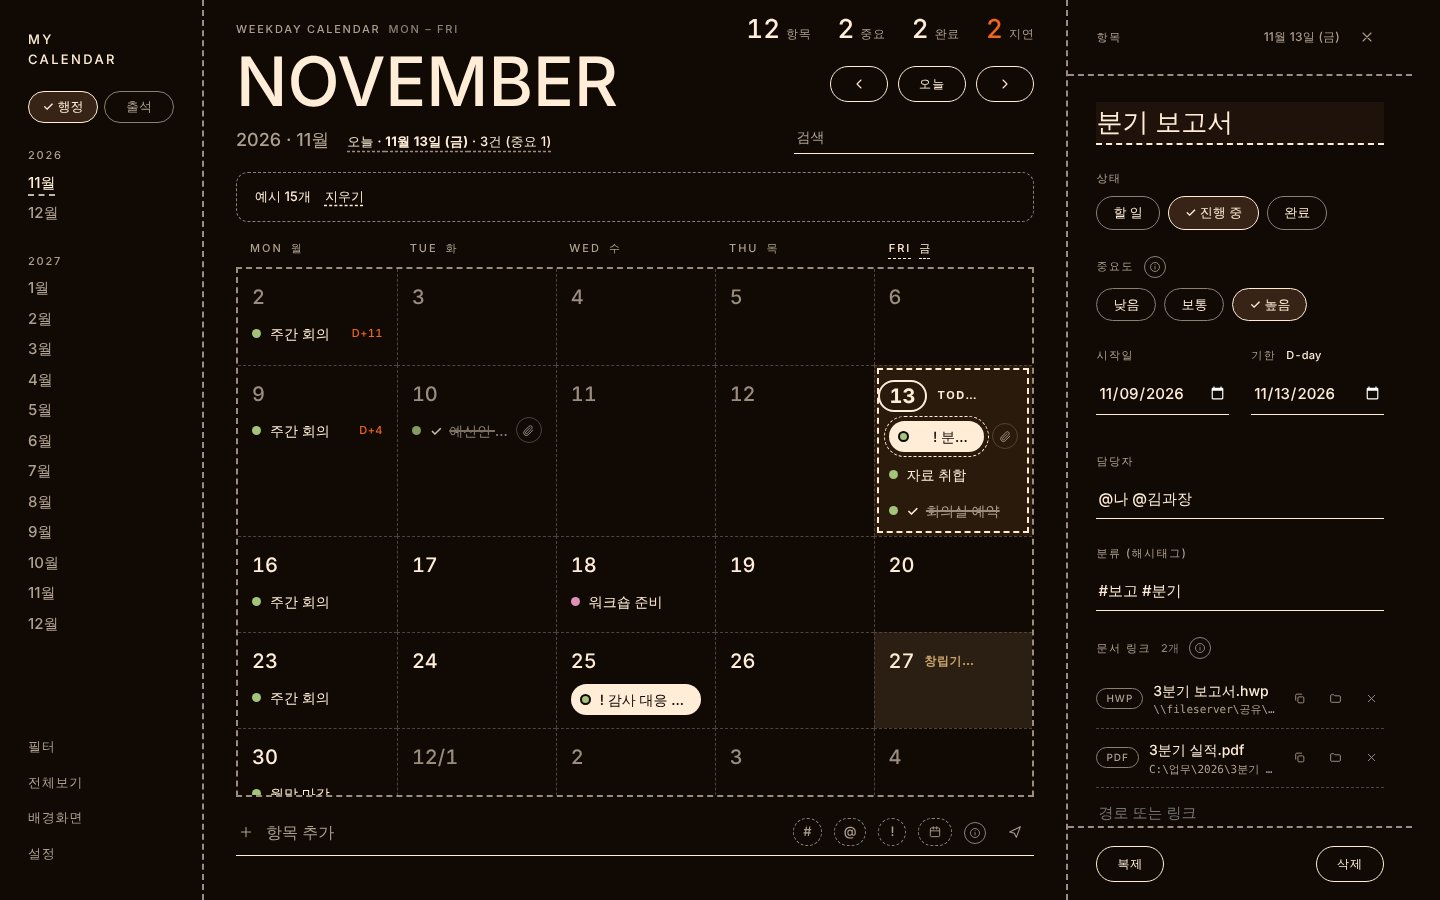 MY
CALENDAR
행정
출석
2026
11월
12월
2027
1월
2월
3월
4월
5월
6월
7월
8월
9월
10월
11월
12월
필터
전체보기
배경화면
설정
WEEKDAY CALENDAR MON – FRI
12 항목 2 중요 2 완료 2 지연
NOVEMBER
오늘
2026 · 11월 오늘 · 11월 13일 (금) · 3건 (중요 1)
검색
예시 15개 지우기
MON 월 TUE 화 WED 수 THU 목 FRI 금
2 3 4 5 6
주간 회의 D+11
9 10 11 12 13 TOD...
주간 회의 D+4
예산안 ...
! 분...
자료 취합
회의실 예약
16 17 18 19 20
주간 회의
워크숍 준비
23 24 25 26 27 창립기...
주간 회의
! 감사 대응 ...
30 12/1 2 3 4
월말 마감
+ 항목 추가
# @ !
항목 11월 13일 (금)
분기 보고서
상태
할 일 진행 중 완료
중요도
낮음 보통 높음
시작일 기한 D-day
11/09/2026 11/13/2026
담당자
@나 @김과장
분류 (해시태그)
#보고 #분기
문서 링크 2개
HWP 3분기 보고서.hwp
\\fileserver\공유\…
PDF 3분기 실적.pdf
C:\업무\2026\3분기 …
경로 또는 링크
복제 삭제